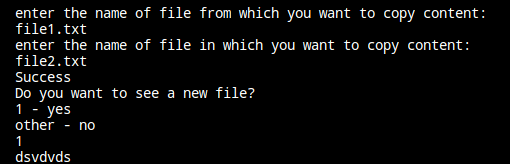 enter the name of file from which you want to copy content:
file1.txt
enter the name of file in which you want to copy content:
file2.txt
Success
Do you want to see a new file?
1 - yes
other - no
1
dsvdvds